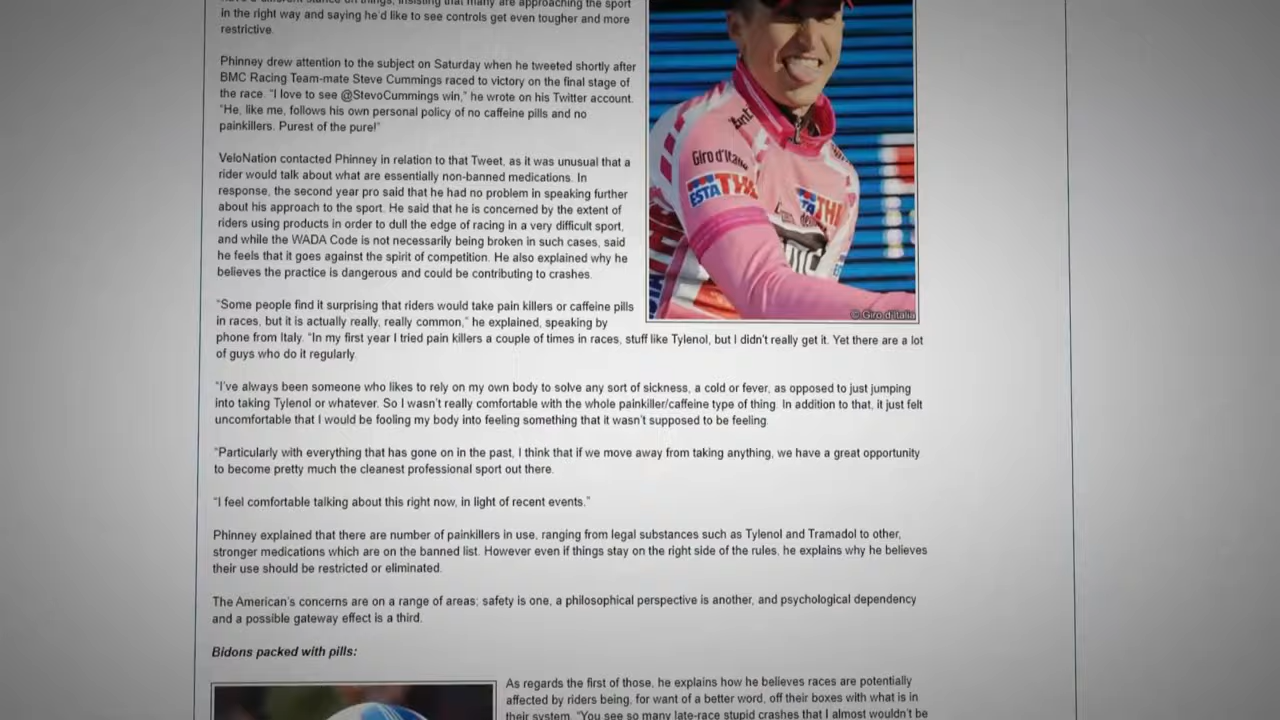 have a different stance on things, insisting that many are approaching the sport
in the right way and saying he'd like to see controls get even tougher and more
restrictive.
Phinney drew attention to the subject on Saturday when he tweeted shortly after
BMC Racing Team-mate Steve Cummings raced to victory on the final stage of
the race. "I love to see @StevoCummings win," he wrote on his Twitter account.
"He, like me, follows his own personal policy of no caffeine pills and no
painkillers. Purest of the pure!"
VeloNation contacted Phinney in relation to that Tweet, as it was unusual that a
rider would talk about what are essentially non-banned medications. In
response, the second year pro said that he had no problem in speaking further
about his approach to the sport. He said that he is concerned by the extent of
riders using products in order to dull the edge of racing in a very difficult sport,
and while the WADA Code is not necessarily being broken in such cases, said
he feels that it goes against the spirit of competition. He also explained why he
believes the practice is dangerous and could be contributing to crashes.
Giro d'Italia
ESTATHE
© Giro d'Italia
"Some people find it surprising that riders would take pain killers or caffeine pills
in races, but it is actually really, really common," he explained, speaking by
phone from Italy. "In my first year I tried pain killers a couple of times in races, stuff like Tylenol, but I didn't really get it. Yet there are a lot
of guys who do it regularly.
"I've always been someone who likes to rely on my own body to solve any sort of sickness, a cold or fever, as opposed to just jumping
into taking Tylenol or whatever. So I wasn't really comfortable with the whole painkiller/caffeine type of thing. In addition to that, it just felt
uncomfortable that I would be fooling my body into feeling something that it wasn't supposed to be feeling.
"Particularly with everything that has gone on in the past, I think that if we move away from taking anything, we have a great opportunity
to become pretty much the cleanest professional sport out there.
"I feel comfortable talking about this right now, in light of recent events."
Phinney explained that there are number of painkillers in use, ranging from legal substances such as Tylenol and Tramadol to other,
stronger medications which are on the banned list. However even if things stay on the right side of the rules, he explains why he believes
their use should be restricted or eliminated.
The American's concerns are on a range of areas; safety is one, a philosophical perspective is another, and psychological dependency
and a possible gateway effect is a third.
Bidons packed with pills:
As regards the first of those, he explains how he believes races are potentially
affected by riders being, for want of a better word, off their boxes with what is in
their system. "You see so many late-race stupid crashes that I almost wouldn't be